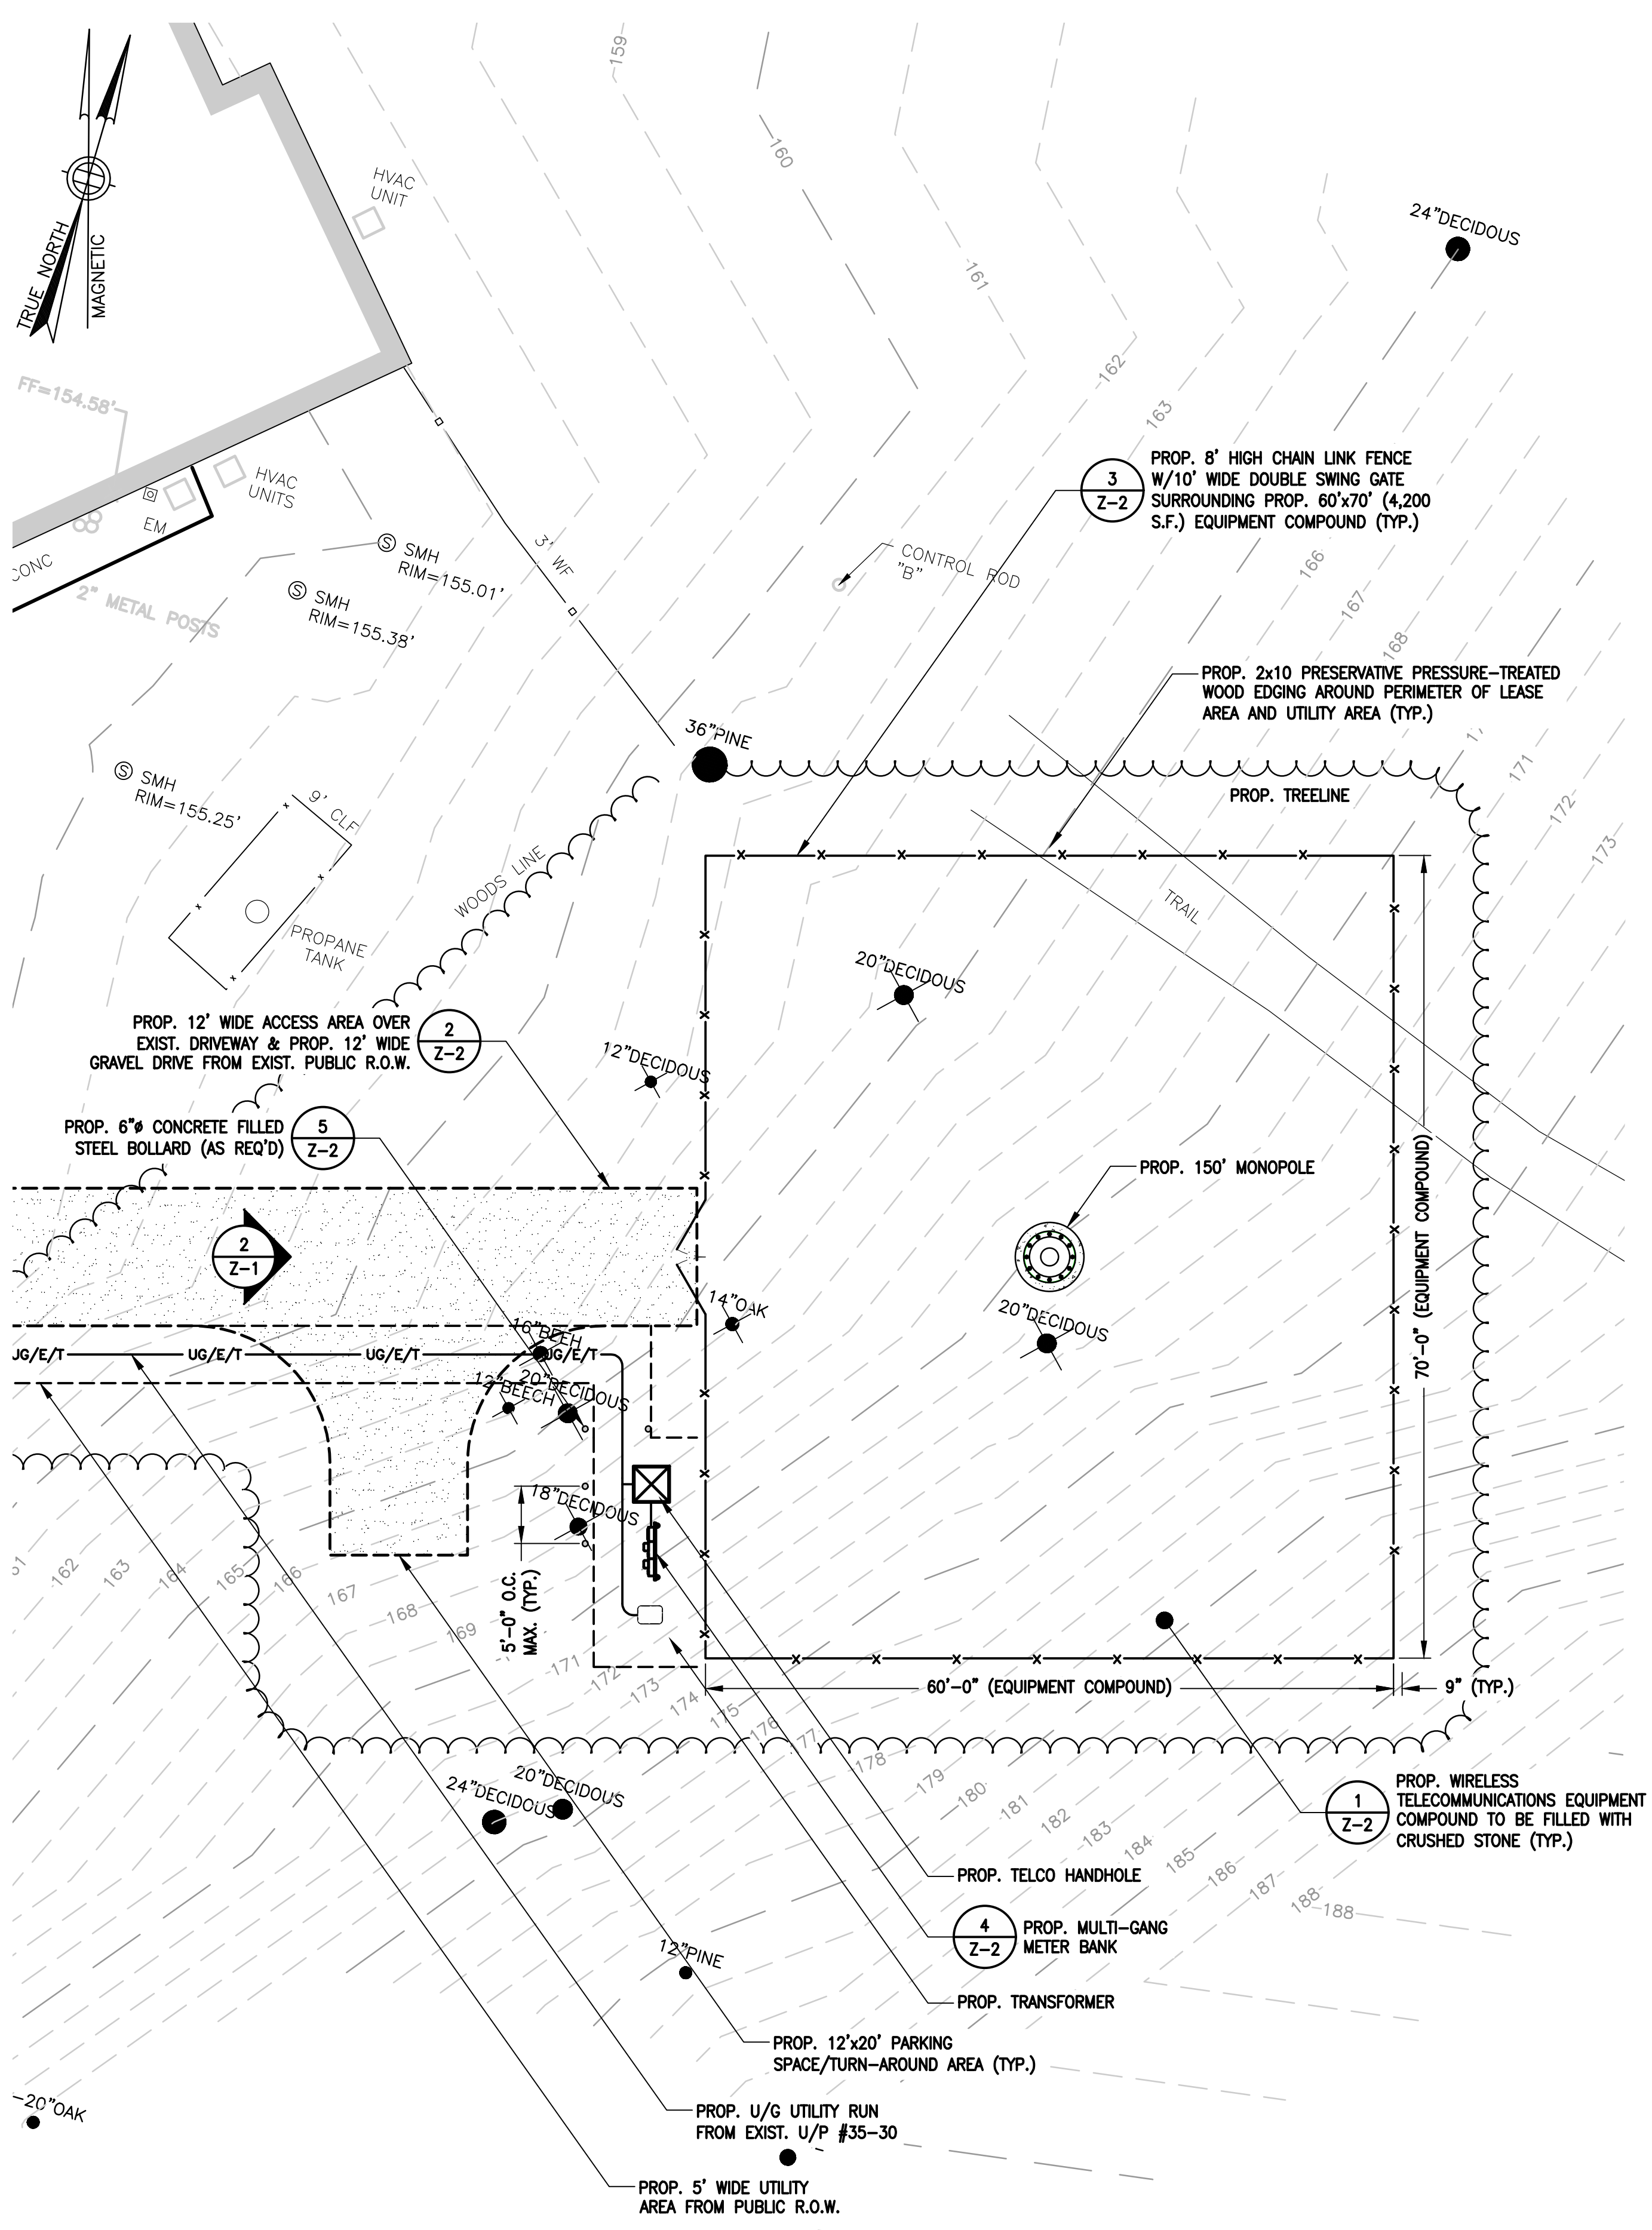 159
160
HVAC
UNIT
24"DECIDOUS
TRUE NORTH
MAGNETIC
161
162
163
FF=154.58'
PROP. 8' HIGH CHAIN LINK FENCE
3
W/10' WIDE DOUBLE SWING GATE
Z-2
SURROUNDING PROP. 60'x70' (4,200
S.F.) EQUIPMENT COMPOUND (TYP.)
HVAC
UNITS
EM
CONC
SMH
RIM=155.01'
S
3' WF
CONTROL ROD
"B"
166
167
168
2" METAL POSTS
S
SMH
RIM=155.38'
PROP. 2x10 PRESERVATIVE PRESSURE-TREATED
WOOD EDGING AROUND PERIMETER OF LEASE
AREA AND UTILITY AREA (TYP.)
36"PINE
171
172
173
S
SMH
RIM=155.25'
9' CLF
PROP. TREELINE
WOODS LINE
TRAIL
PROPANE
TANK
20"DECIDOUS
PROP. 12' WIDE ACCESS AREA OVER
EXIST. DRIVEWAY & PROP. 12' WIDE
GRAVEL DRIVE FROM EXIST. PUBLIC R.O.W.
2
Z-2
12"DECIDOUS
PROP. 6"ø CONCRETE FILLED
STEEL BOLLARD (AS REQ'D)
5
Z-2
PROP. 150' MONOPOLE
70'-0" (EQUIPMENT COMPOUND)
2
Z-1
14"OAK
20"DECIDOUS
16"BEEH
UG/E/T
UG/E/T
UG/E/T
UG/E/T
12"BEECH
20"DECIDOUS
18"DECIDOUS
5'-0" O.C.
MAX. (TYP.)
61
162
163
164
165
166
167
168
169
171
172
173
174
175
176
77
178
179
180
181
182
183
184
185
186
187
188
188
60'-0" (EQUIPMENT COMPOUND)
9" (TYP.)
24"DECIDOUS
20"DECIDOUS
1
Z-2
PROP. WIRELESS
TELECOMMUNICATIONS EQUIPMENT
COMPOUND TO BE FILLED WITH
CRUSHED STONE (TYP.)
PROP. TELCO HANDHOLE
4
Z-2
PROP. MULTI-GANG
METER BANK
12"PINE
PROP. TRANSFORMER
PROP. 12'x20' PARKING
SPACE/TURN-AROUND AREA (TYP.)
-20"OAK
PROP. U/G UTILITY RUN
FROM EXIST. U/P #35-30
PROP. 5' WIDE UTILITY
AREA FROM PUBLIC R.O.W.